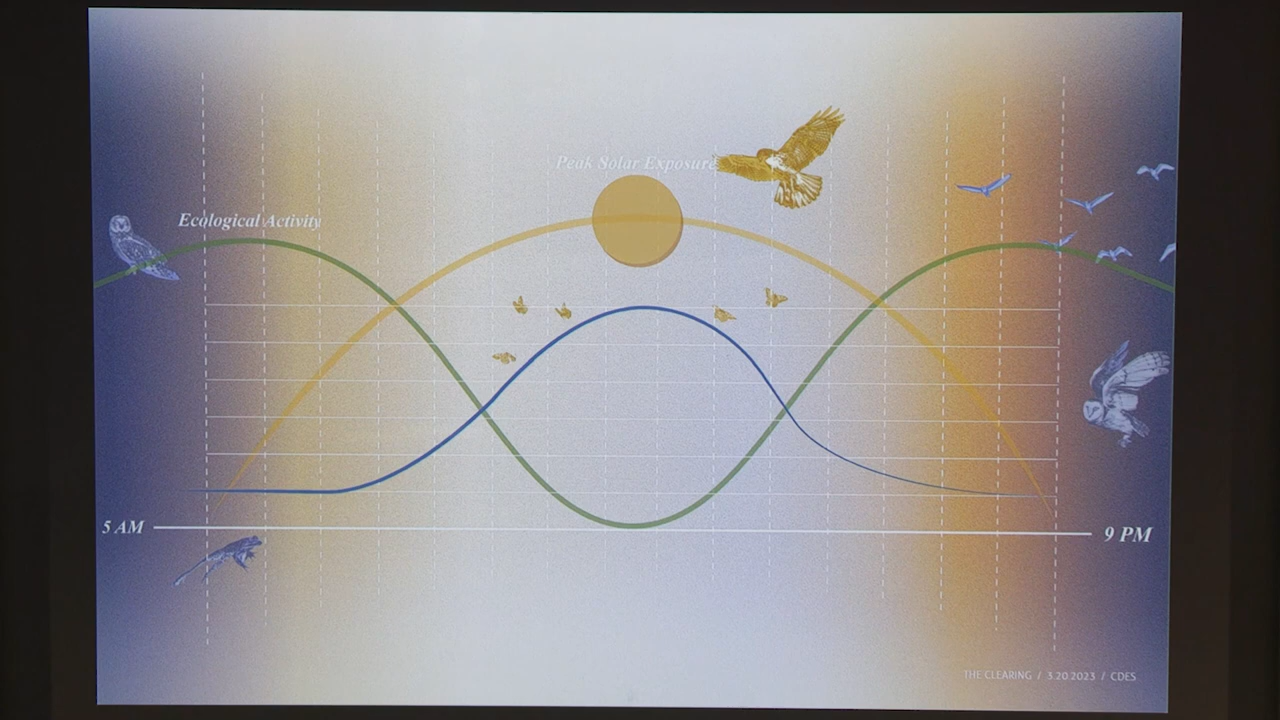 Peak Solar Exposure
Ecological Activity
5 AM
9 PM
THE CLEARING / 3.20 2023 / CDES